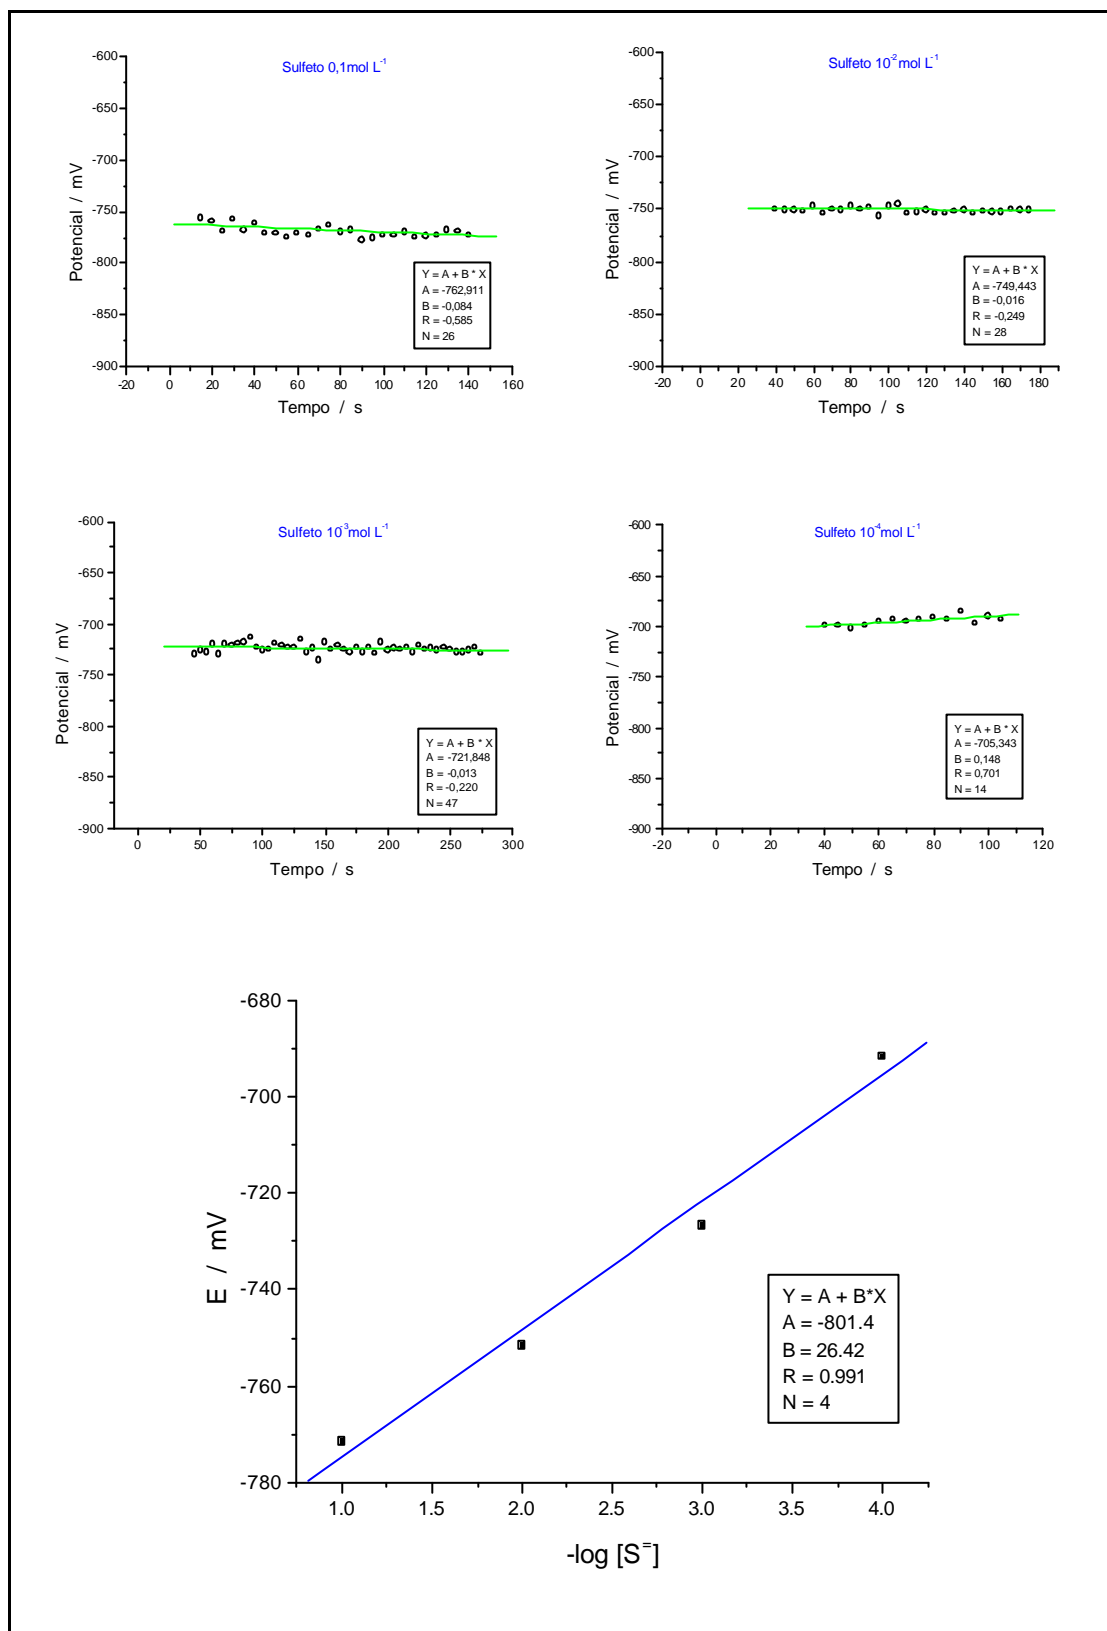 Sulfeto 0,1mol L⁻¹
Potencial / mV
-600
-650
-700
-750
-800
-850
-900
Y = A + B * X
A = -762,911
B = -0,084
R = -0,585
N = 26
-20 0 20 40 60 80 100 120 140 160
Tempo / s
Sulfeto 10⁻²mol L⁻¹
Potencial / mV
-600
-650
-700
-750
-800
-850
-900
Y = A + B * X
A = -749,443
B = -0,016
R = -0,249
N = 28
-20 0 20 40 60 80 100 120 140 160 180
Tempo / s
Sulfeto 10⁻³mol L⁻¹
Potencial / mV
-600
-650
-700
-750
-800
-850
-900
Y = A + B * X
A = -721,848
B = -0,013
R = -0,220
N = 47
0 50 100 150 200 250 300
Tempo / s
Sulfeto 10⁻⁴mol L⁻¹
Potencial / mV
-600
-650
-700
-750
-800
-850
-900
Y = A + B * X
A = -705,343
B = 0,148
R = 0,701
N = 14
-20 0 20 40 60 80 100 120
Tempo / s
E / mV
-680
-700
-720
-740
-760
-780
Y = A + B*X
A = -801.4
B = 26.42
R = 0.991
N = 4
1.0 1.5 2.0 2.5 3.0 3.5 4.0
-log [S⁼]